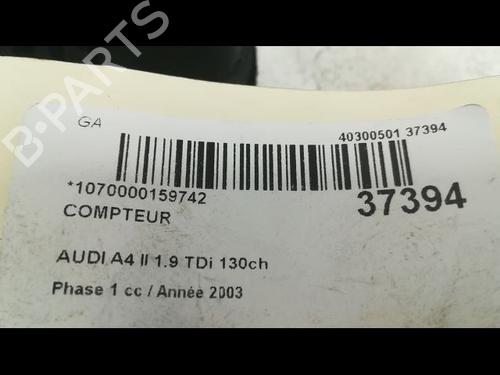 B-PARTS
GA
40300501 37394
*1070000159742
37394
COMPTEUR
AUDI A4 II 1.9 TDi 130ch
Phase 1 cc / Année 2003